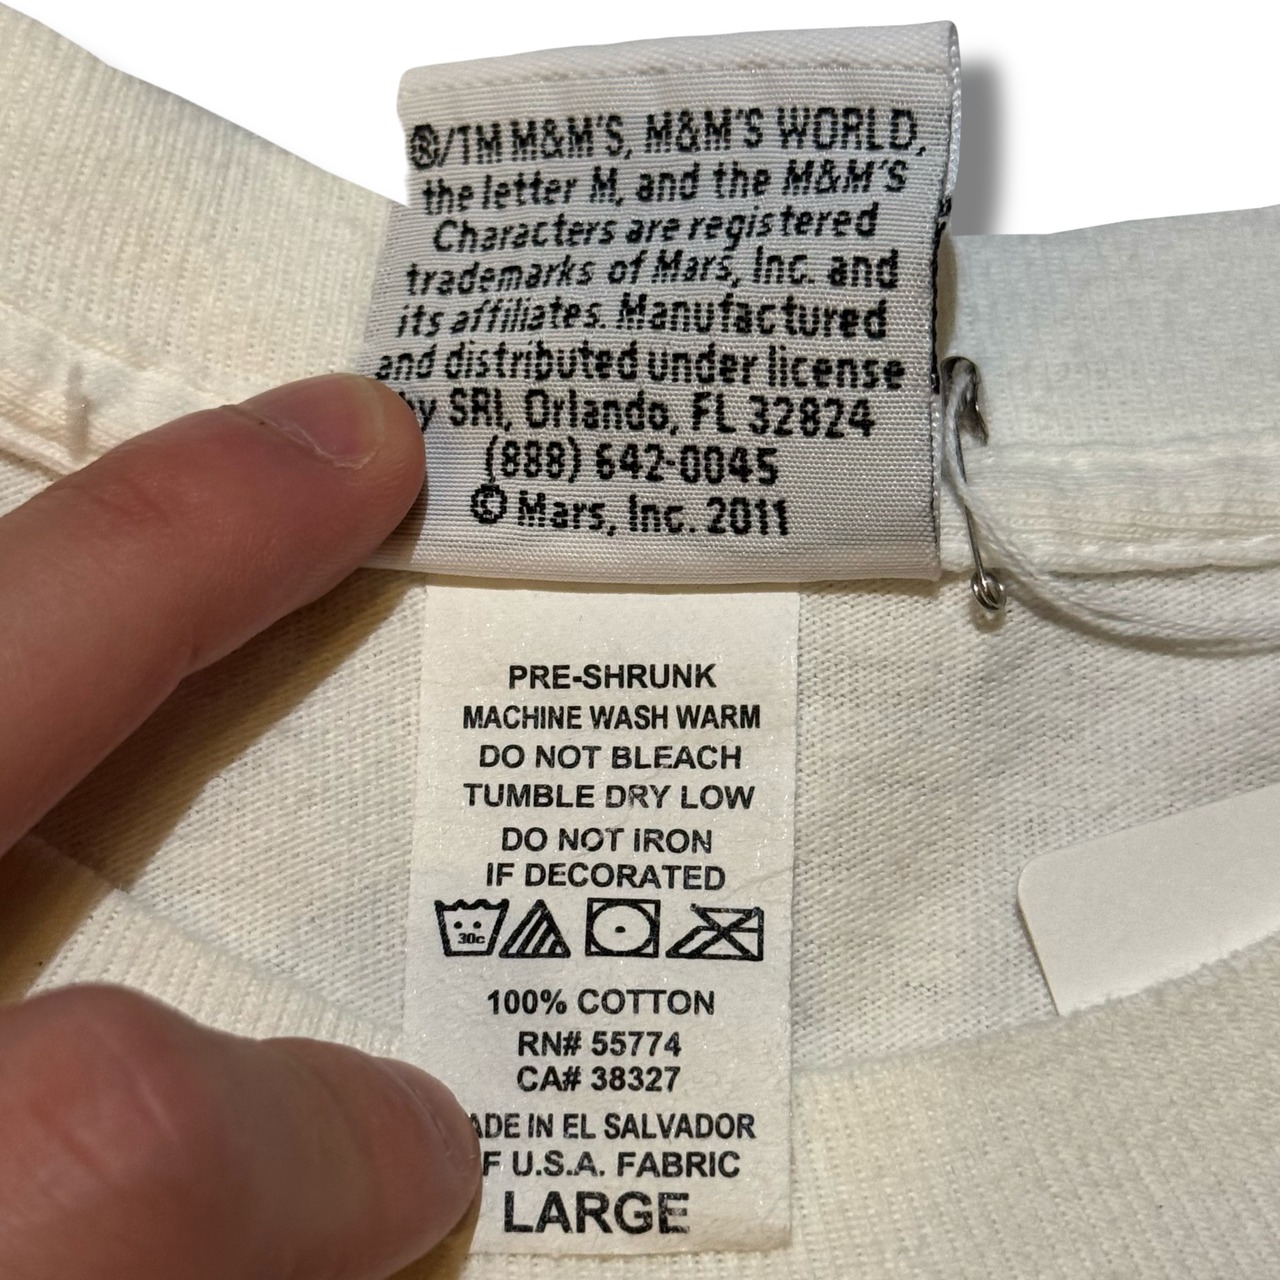 ®/TM M&M'S, M&M'S WORLD,
the letter M, and the M&M'S
Characters are registered
trademarks of Mars, Inc. and
its affiliates. Manufactured
and distributed under license
by SRI, Orlando, FL 32824
(888) 642-0045
© Mars, Inc. 2011
PRE-SHRUNK
MACHINE WASH WARM
DO NOT BLEACH
TUMBLE DRY LOW
DO NOT IRON
IF DECORATED
30c
100% COTTON
RN# 55774
CA# 38327
ADE IN EL SALVADOR
F U.S.A. FABRIC
LARGE